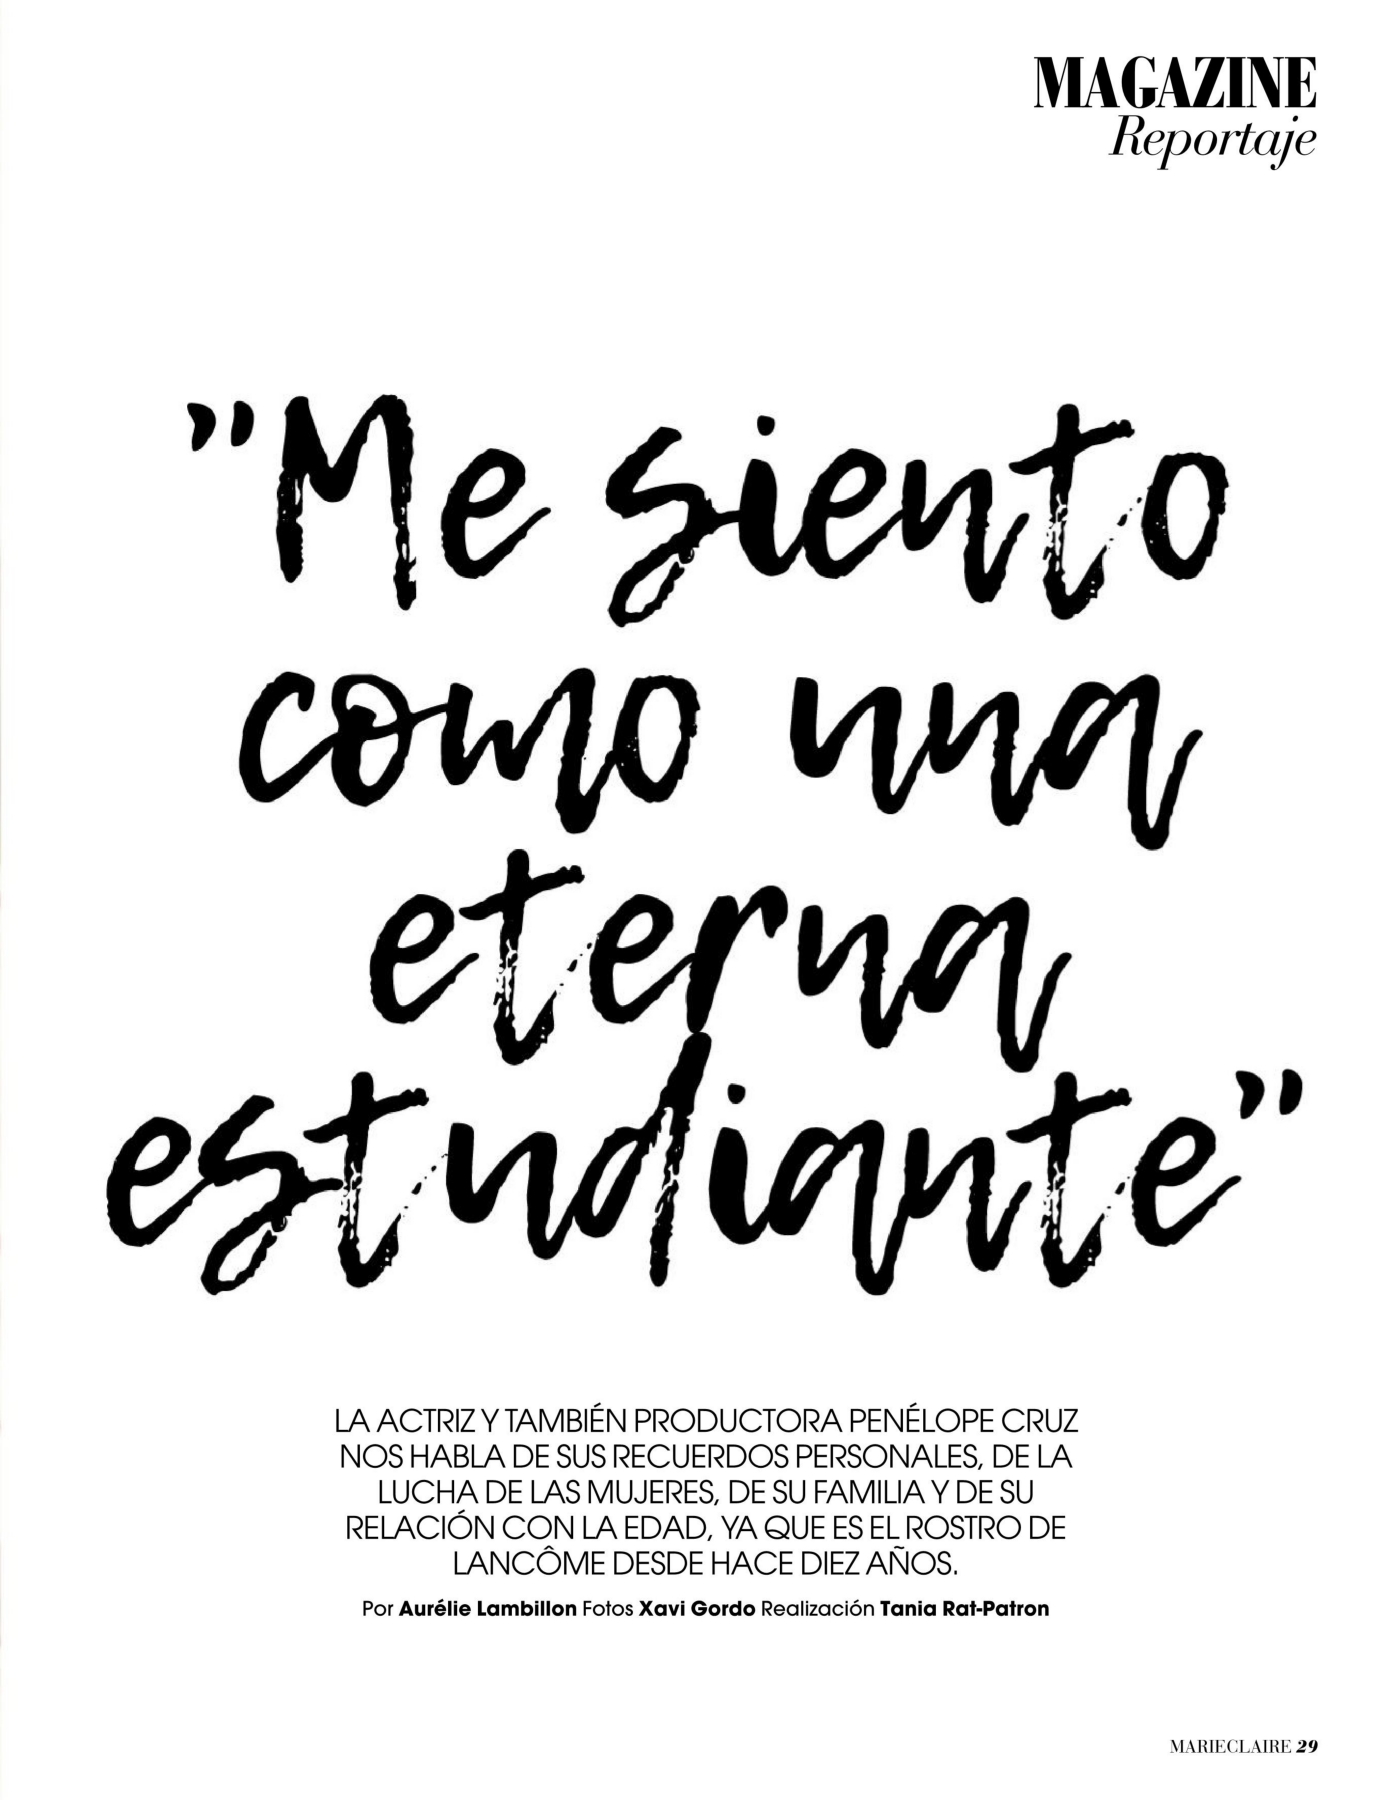 MAGAZINE
Reportaje
"Me siento
como una
eterna
estudiante"
LA ACTRIZ Y TAMBIÉN PRODUCTORA PENÉLOPE CRUZ
NOS HABLA DE SUS RECUERDOS PERSONALES, DE LA
LUCHA DE LAS MUJERES, DE SU FAMILIA Y DE SU
RELACIÓN CON LA EDAD, YA QUE ES EL ROSTRO DE
LANCÔME DESDE HACE DIEZ AÑOS.
Por Aurélie Lambillon Fotos Xavi Gordo Realización Tania Rat-Patron
MARIECLAIRE 29